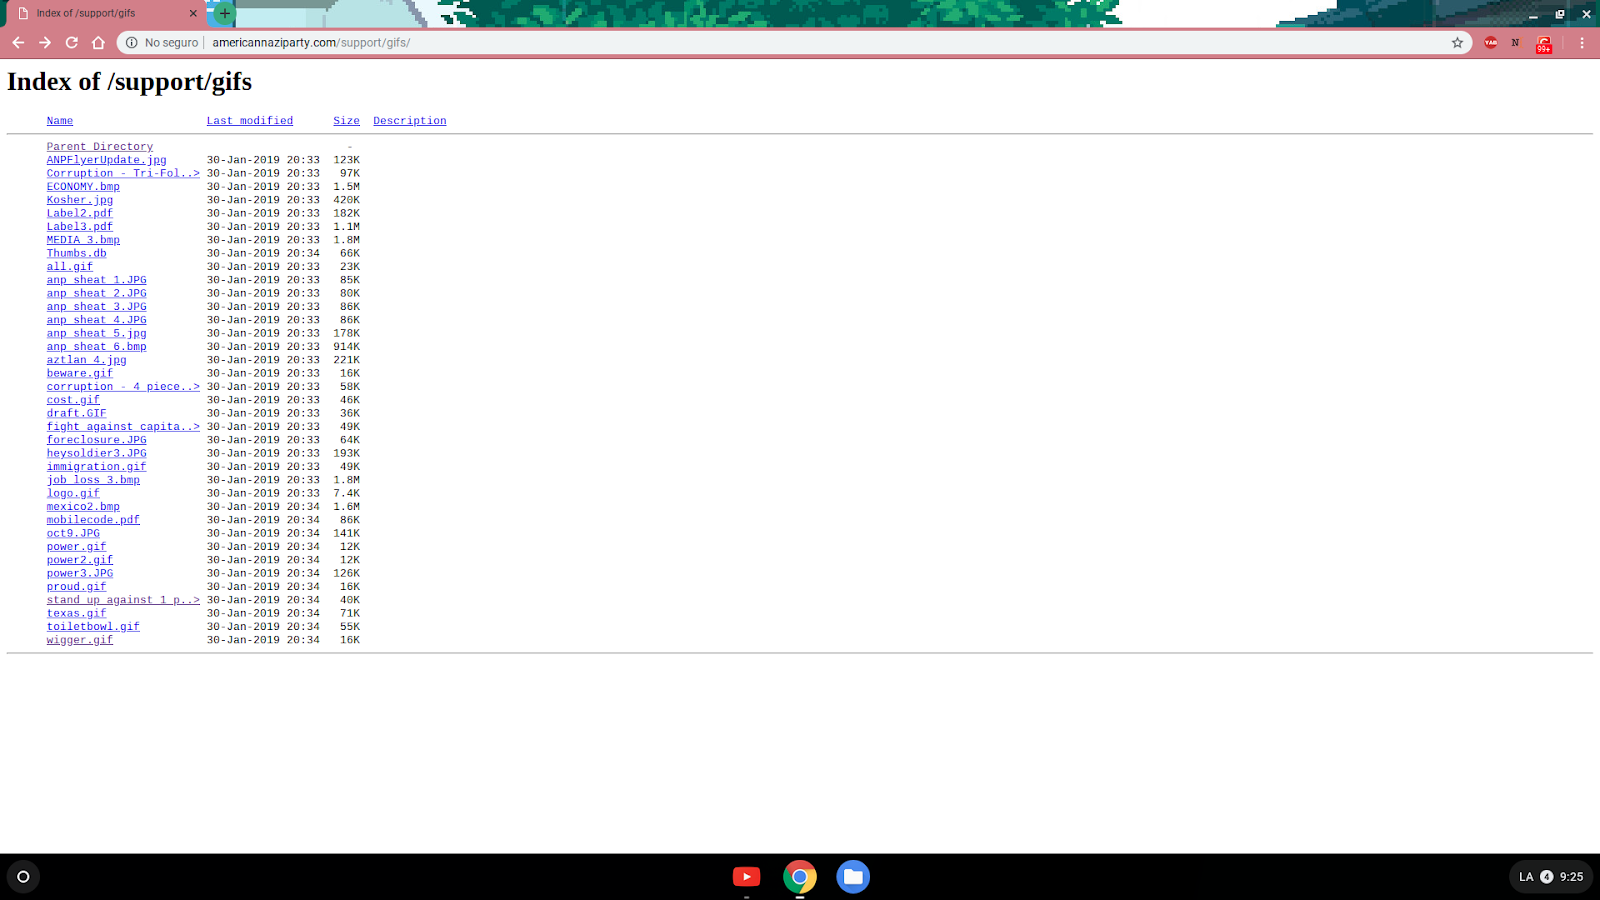 Index of /support/gifs
No seguro | americannaziparty.com/support/gifs/
N
99+
Index of /support/gifs
Name Last modified Size Description
Parent Directory -
ANPFlyerUpdate.jpg 30-Jan-2019 20:33 123K
Corruption - Tri-Fol..> 30-Jan-2019 20:33 97K
ECONOMY.bmp 30-Jan-2019 20:33 1.5M
Kosher.jpg 30-Jan-2019 20:33 420K
Label2.pdf 30-Jan-2019 20:33 182K
Label3.pdf 30-Jan-2019 20:33 1.1M
MEDIA 3.bmp 30-Jan-2019 20:33 1.8M
Thumbs.db 30-Jan-2019 20:34 66K
all.gif 30-Jan-2019 20:33 23K
anp sheat 1.JPG 30-Jan-2019 20:33 85K
anp sheat 2.JPG 30-Jan-2019 20:33 80K
anp sheat 3.JPG 30-Jan-2019 20:33 86K
anp sheat 4.JPG 30-Jan-2019 20:33 86K
anp sheat 5.jpg 30-Jan-2019 20:33 178K
anp sheat 6.bmp 30-Jan-2019 20:33 914K
aztlan 4.jpg 30-Jan-2019 20:33 221K
beware.gif 30-Jan-2019 20:33 16K
corruption - 4 piece..> 30-Jan-2019 20:33 58K
cost.gif 30-Jan-2019 20:33 46K
draft.GIF 30-Jan-2019 20:33 36K
fight against capita..> 30-Jan-2019 20:33 49K
foreclosure.JPG 30-Jan-2019 20:33 64K
heysoldier3.JPG 30-Jan-2019 20:33 193K
immigration.gif 30-Jan-2019 20:33 49K
job loss 3.bmp 30-Jan-2019 20:33 1.8M
logo.gif 30-Jan-2019 20:33 7.4K
mexico2.bmp 30-Jan-2019 20:34 1.6M
mobilecode.pdf 30-Jan-2019 20:34 86K
oct9.JPG 30-Jan-2019 20:34 141K
power.gif 30-Jan-2019 20:34 12K
power2.gif 30-Jan-2019 20:34 12K
power3.JPG 30-Jan-2019 20:34 126K
proud.gif 30-Jan-2019 20:34 16K
stand up against 1 p..> 30-Jan-2019 20:34 40K
texas.gif 30-Jan-2019 20:34 71K
toiletbowl.gif 30-Jan-2019 20:34 55K
wigger.gif 30-Jan-2019 20:34 16K
LA 4 9:25